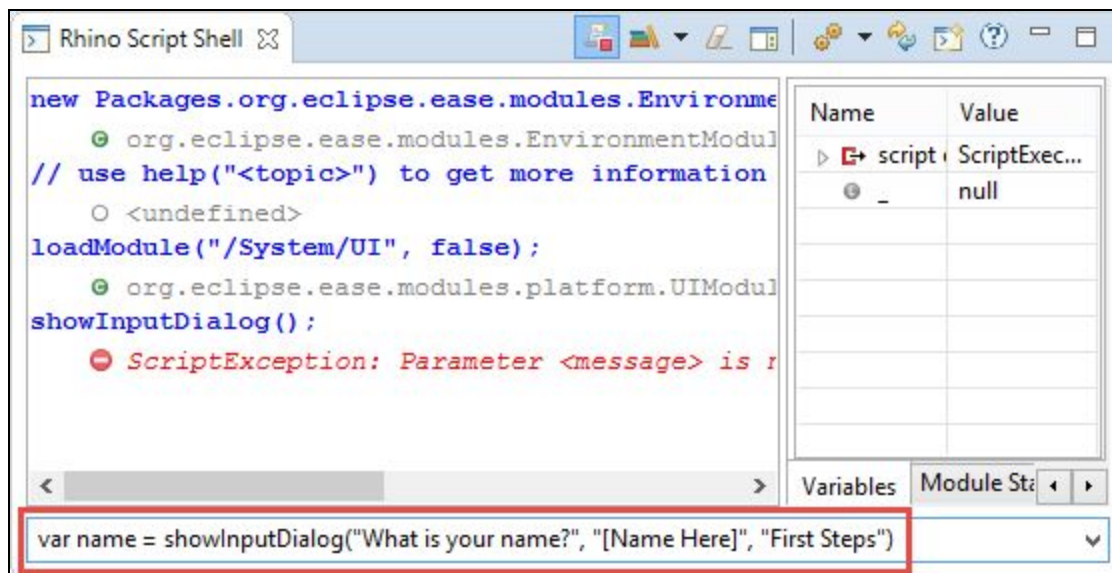 Rhino Script Shell
new Packages.org.eclipse.ease.modules.Environme
org.eclipse.ease.modules.EnvironmentModul
// use help("<topic>") to get more information
<undefined>
loadModule("/System/UI", false);
org.eclipse.ease.modules.platform.UIModul
showInputDialog();
ScriptException: Parameter <message> is r
Name Value
script ScriptExec...
_ null
Variables Module Sta
var name = showInputDialog("What is your name?", "[Name Here]", "First Steps")